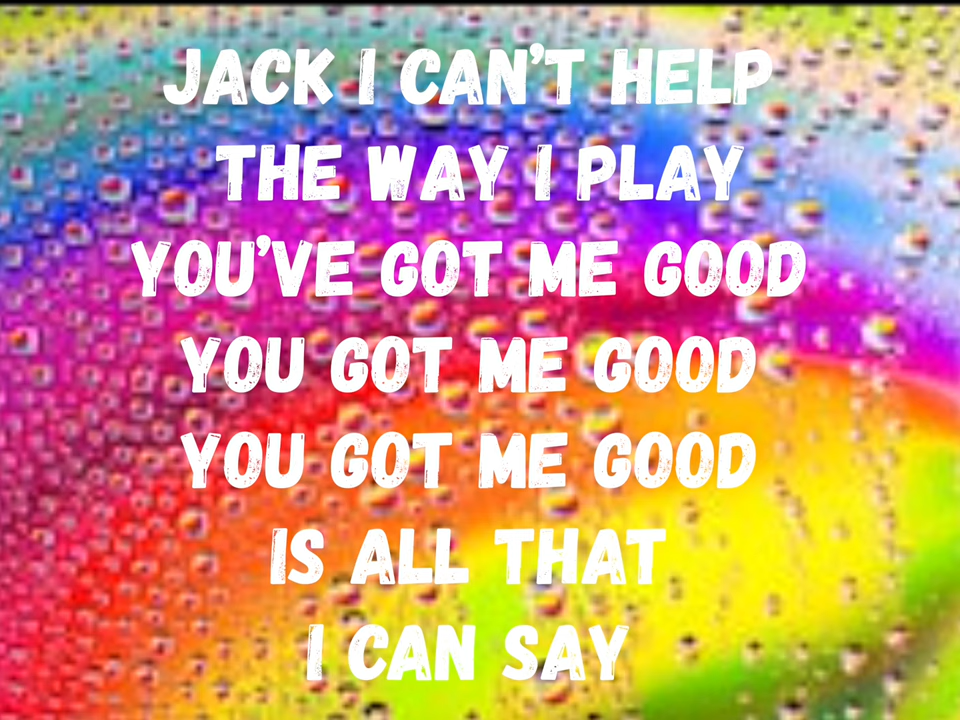 JACK I CAN'T HELP
THE WAY I PLAY
YOU'VE GOT ME GOOD
YOU GOT ME GOOD
YOU GOT ME GOOD
IS ALL THAT
I CAN SAY